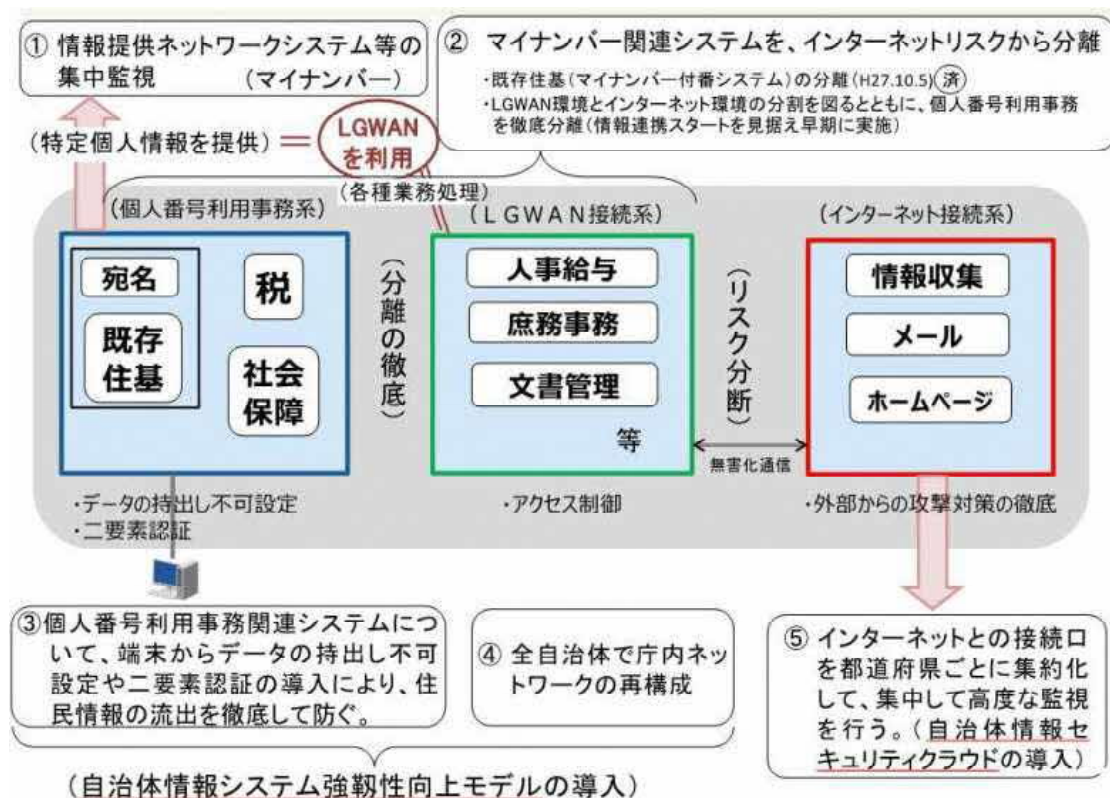 ① 情報提供ネットワークシステム等の
集中監視　（マイナンバー）
② マイナンバー関連システムを、インターネットリスクから分離
・既存住基（マイナンバー付番システム）の分離（H27.10.5）済
・LGWAN環境とインターネット環境の分割を図るとともに、個人番号利用事務
を徹底分離（情報連携スタートを見据え早期に実施）
（特定個人情報を提供）
LGWAN
を利用
（各種業務処理）
（個人番号利用事務系）
（ＬＧＷＡＮ接続系）
（インターネット接続系）
宛名
既存
住基
税
社会
保障
（分離の徹底）
人事給与
庶務事務
文書管理
等
（リスク分断）
無害化通信
情報収集
メール
ホームページ
・データの持出し不可設定
・二要素認証
・アクセス制御
・外部からの攻撃対策の徹底
③個人番号利用事務関連システムについ
て、端末からデータの持出し不可
設定や二要素認証の導入により、住
民情報の流出を徹底して防ぐ。
④ 全自治体で庁内ネッ
トワークの再構成
⑤ インターネットとの接続口
を都道府県ごとに集約化
して、集中して高度な監視
を行う。（自治体情報セ
キュリティクラウドの導入）
（自治体情報システム強靱性向上モデルの導入）